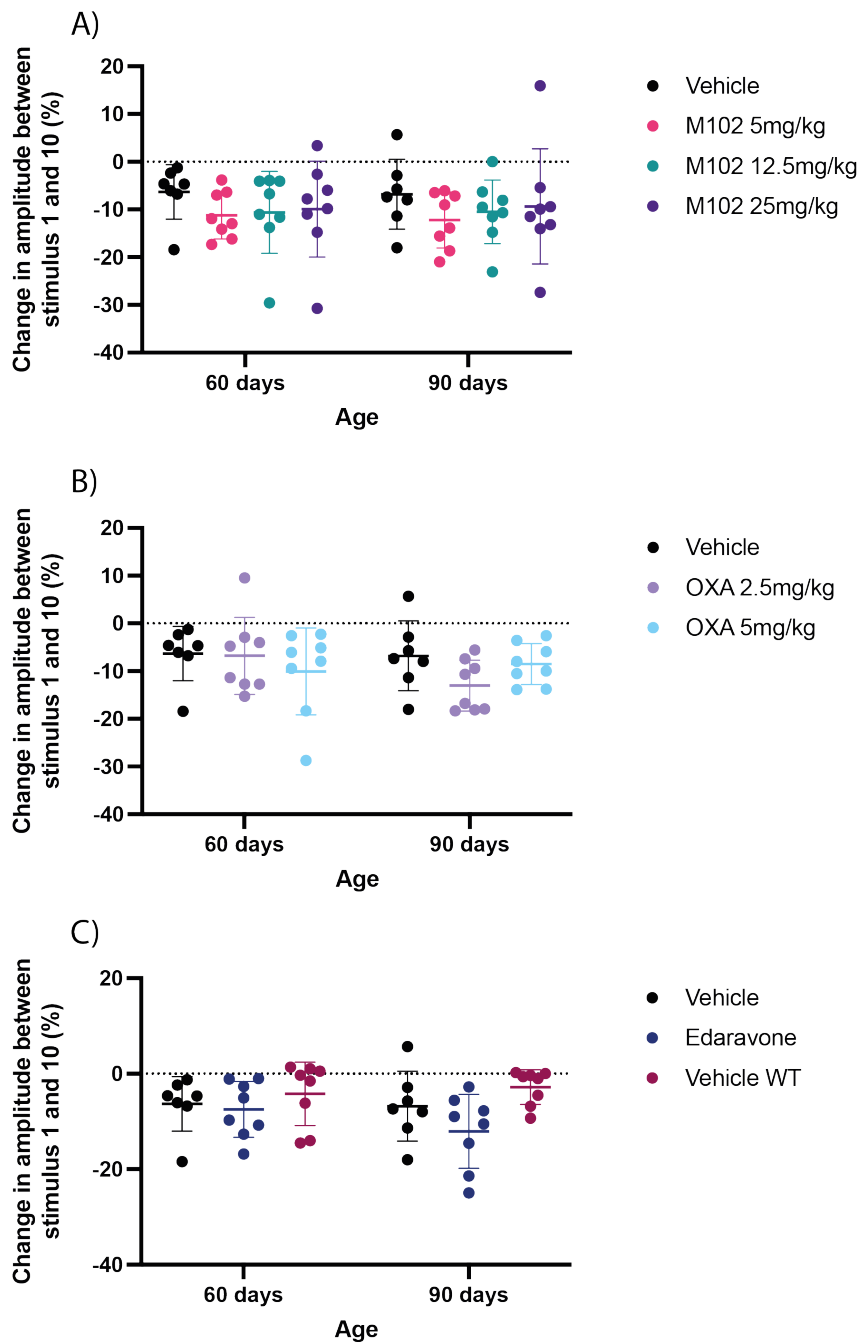 A)
Change in amplitude between
stimulus 1 and 10 (%)
20
10
0
-10
-20
-30
-40
60 days
90 days
Age
Vehicle
M102 5mg/kg
M102 12.5mg/kg
M102 25mg/kg
B)
Change in amplitude between
stimulus 1 and 10 (%)
20
10
0
-10
-20
-30
-40
60 days
90 days
Age
Vehicle
OXA 2.5mg/kg
OXA 5mg/kg
C)
Change in amplitude between
stimulus 1 and 10 (%)
20
0
-20
-40
60 days
90 days
Age
Vehicle
Edaravone
Vehicle WT